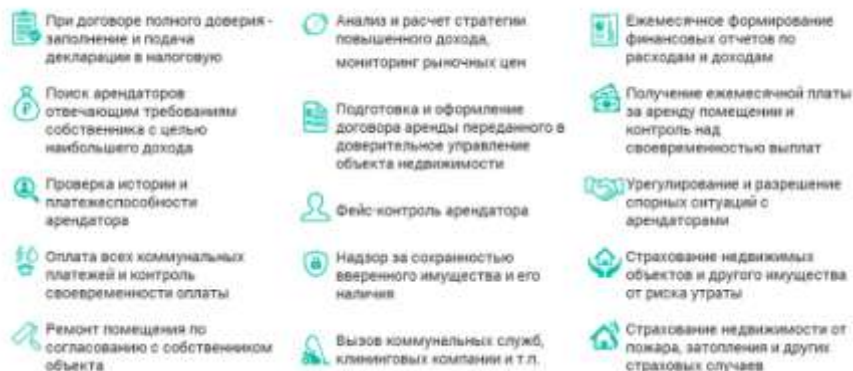 При договоре полного доверия -
заполнение и подача
декларации в налоговую
Поиск арендаторов
отвечающим требованиям
собственника с целью
наибольшего дохода
Проверка истории и
платежеспособности
арендатора
Оплата всех коммунальных
платежей и контроль
своевременности оплаты
Ремонт помещения по
согласованию с собственником
объекта
Анализ и расчет стратегии
повышенного дохода,
мониторинг рыночных цен
Подготовка и оформление
договора аренды переданного в
доверительное управление
объекта недвижимости
Фейс-контроль арендатора
Надзор за сохранностью
вверенного имущества и его
наличия
Вызов коммунальных служб,
клининговых компании и т.п.
Ежемесячное формирование
финансовых отчетов по
расходам и доходам
Получение ежемесячной платы
за аренду помещении и
контроль над
своевременностью выплат
Урегулирование и разрешение
спорных ситуаций с
арендаторами
Страхование недвижимых
объектов и другого имущества
от риска утраты
Страхование недвижимости от
пожара, затопления и других
страховых случаев